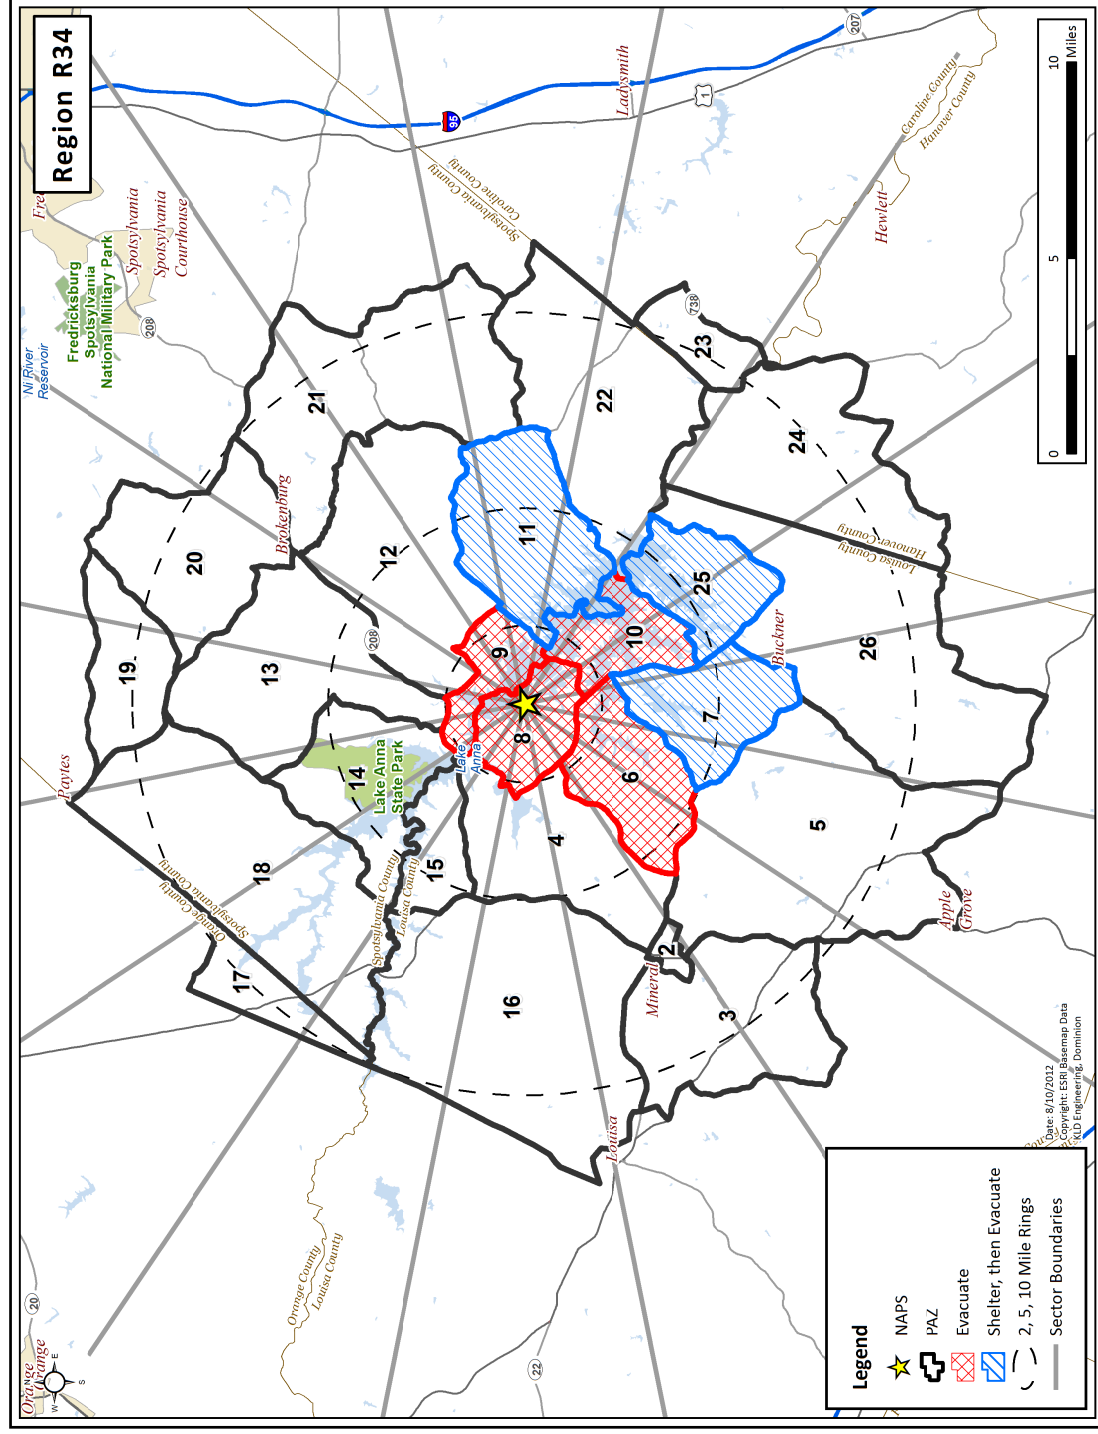 Region R34
Fre
Spotsylvania
Spotsylvania
Courthouse
Fredricksburg
Spotsylvania
National Military Park
Ni River
Reservoir
208
95
1
207
Ladysmith
Caroline County
Hanover County
Hewlett
Spotsylvania County
Caroline County
738
0
5
10
Miles
Paytes
Orange County
Spotsylvania County
Brokenburg
208
19
20
21
13
12
18
17
14
Lake Anna
State Park
Lake
Anna
15
Spotsylvania County
Louisa County
9
11
22
23
24
8
10
25
4
6
7
Buckner
26
Louisa County
Hanover County
16
2
Mineral
3
5
Apple
Grove
Louisa
Orange County
Louisa County
22
20
Orange
Orange
N
E
S
W
Legend
NAPS
PAZ
Evacuate
Shelter, then Evacuate
2, 5, 10 Mile Rings
Sector Boundaries
Date: 8/10/2012
Copyright: ESRI Basemap Data
KLD Engineering, Dominion